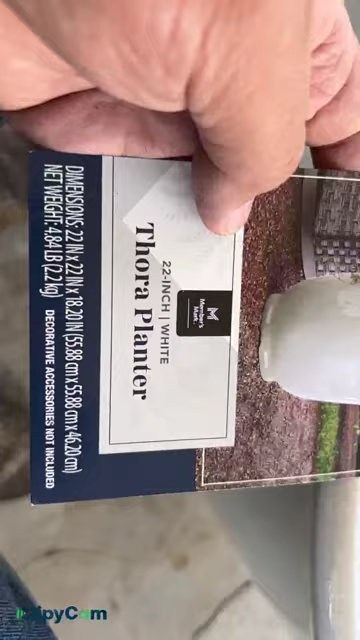 Member's
Mark.
22-INCH | WHITE
Thora Planter
DIMENSIONS: 22 IN x 22 IN x 18.20 IN (55.88 cm x 55.88 cm x 46.20 cm)
NET WEIGHT: 4.84 LB (2.2 kg) DECORATIVE ACCESSORIES NOT INCLUDED